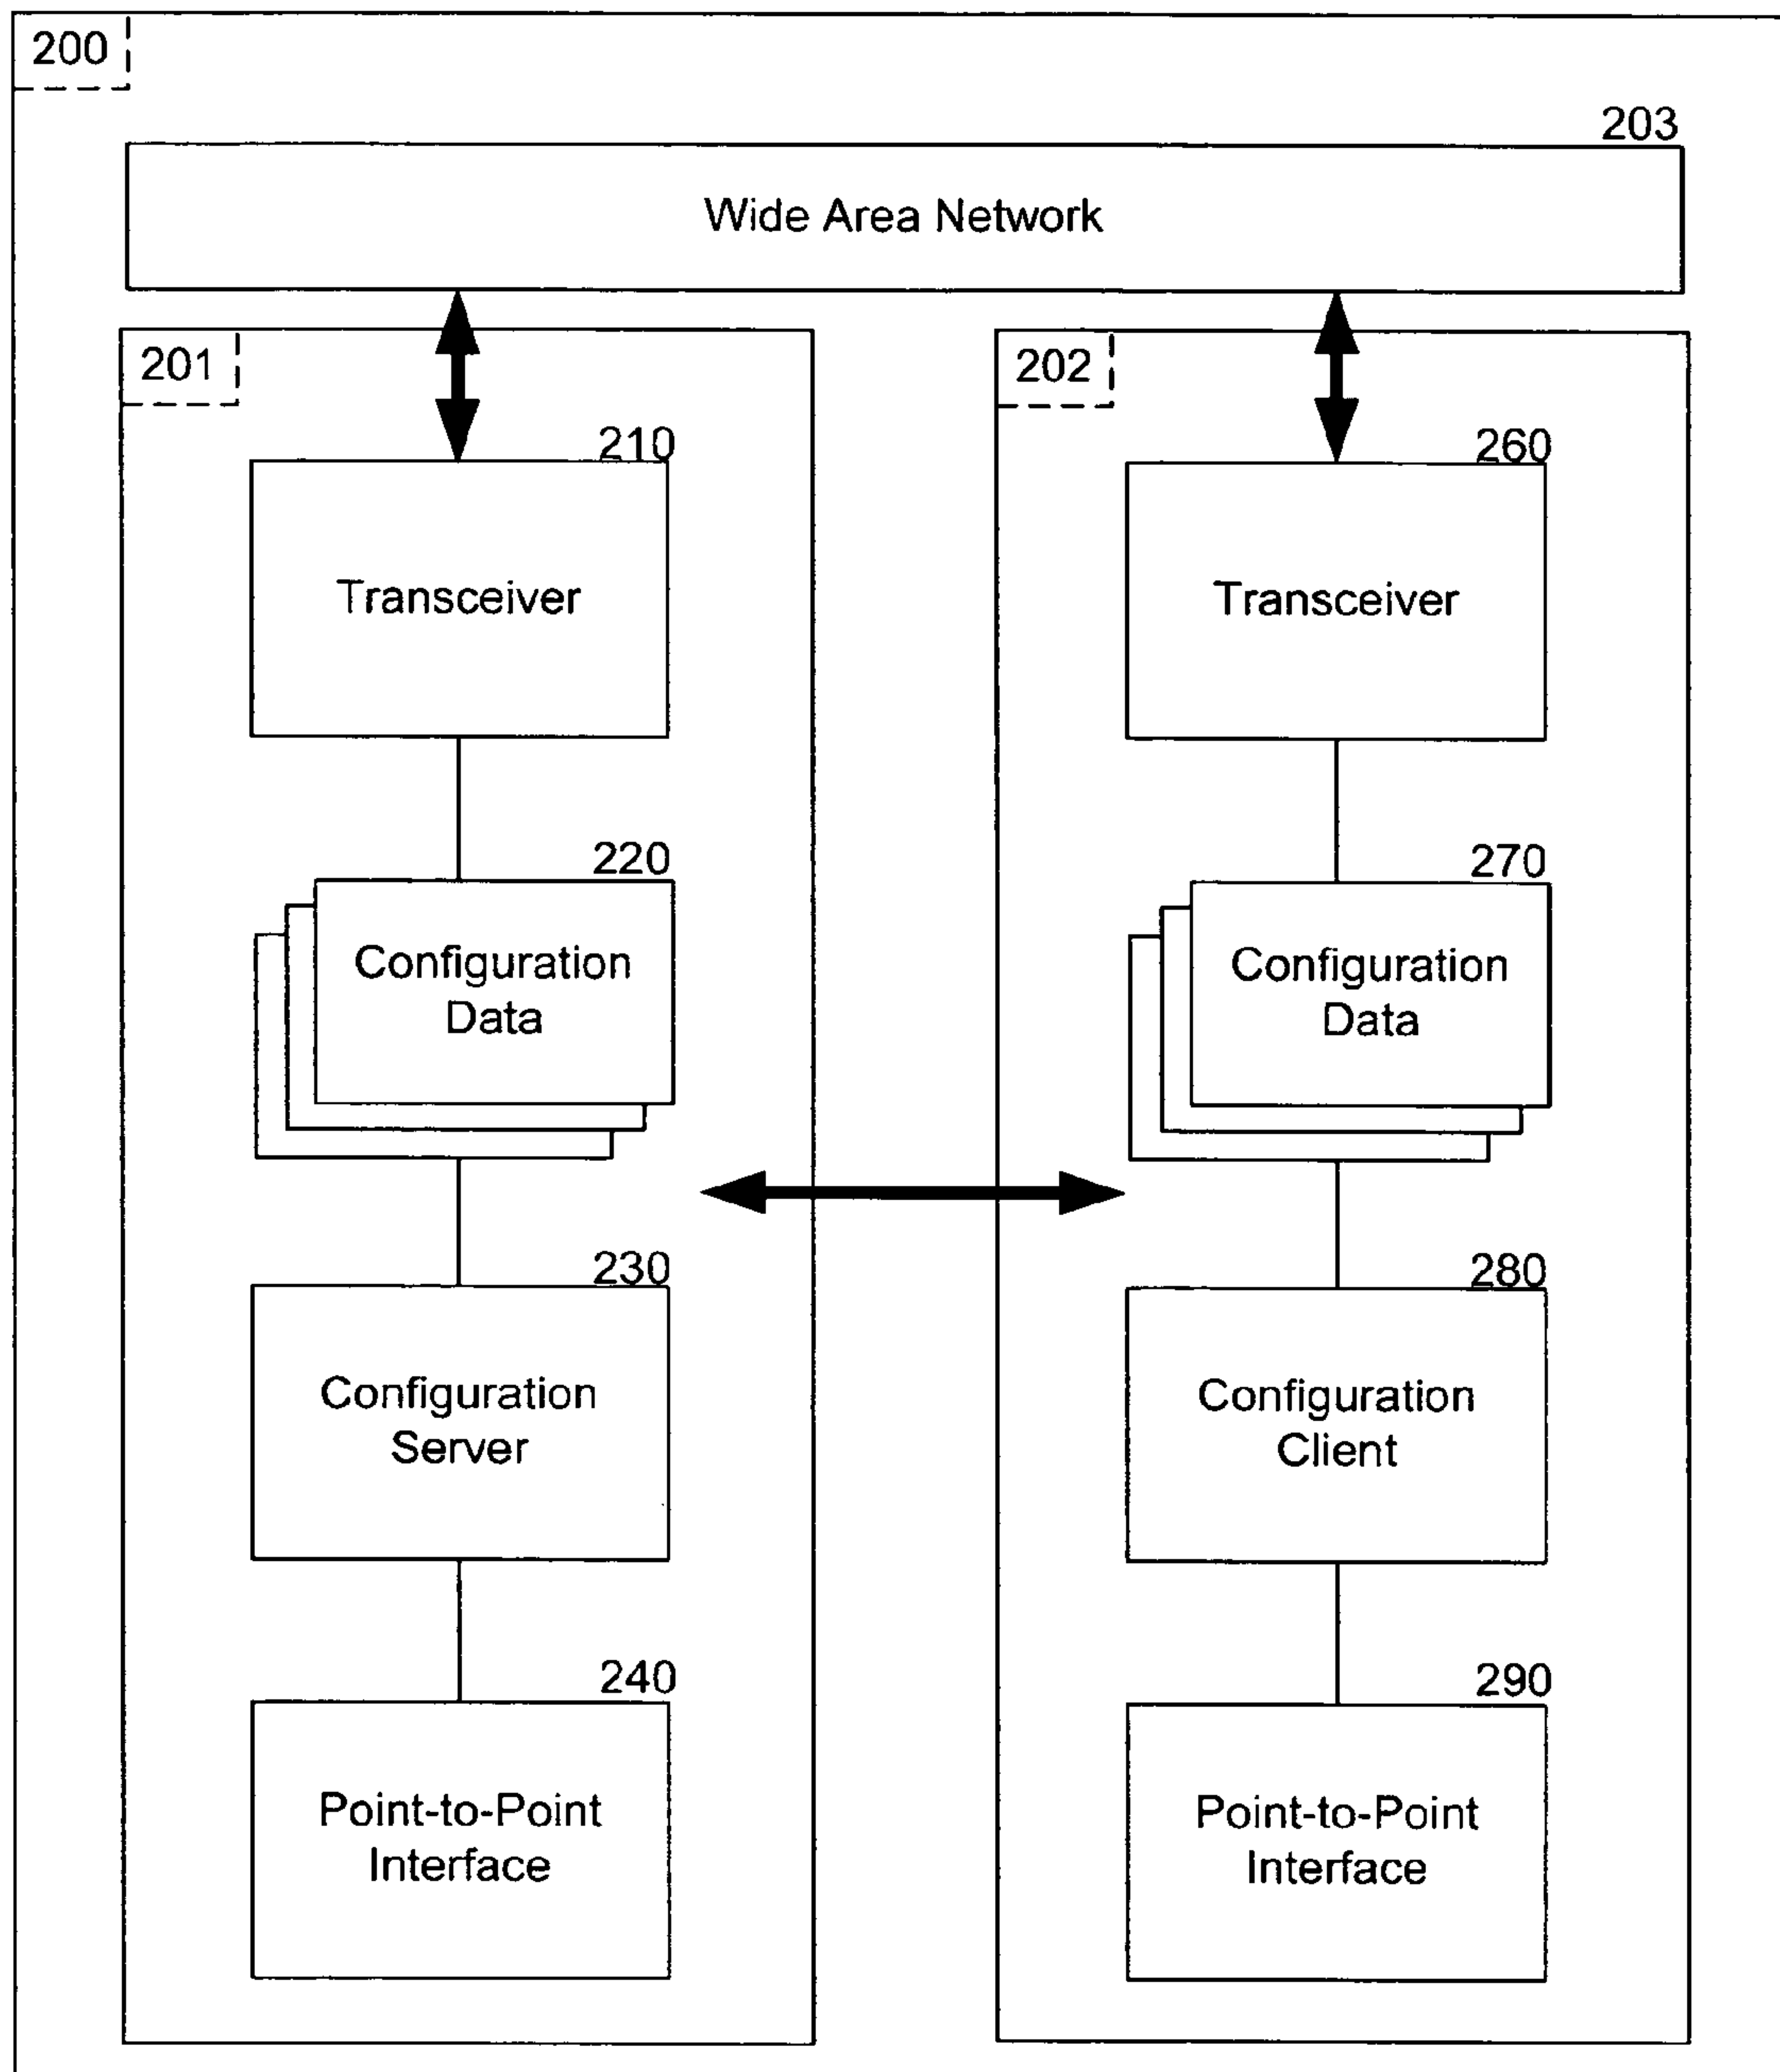 200
203
Wide Area Network
201
210
Transceiver
220
Configuration
Data
230
Configuration
Server
240
Point-to-Point
Interface
202
260
Transceiver
270
Configuration
Data
280
Configuration
Client
290
Point-to-Point
Interface